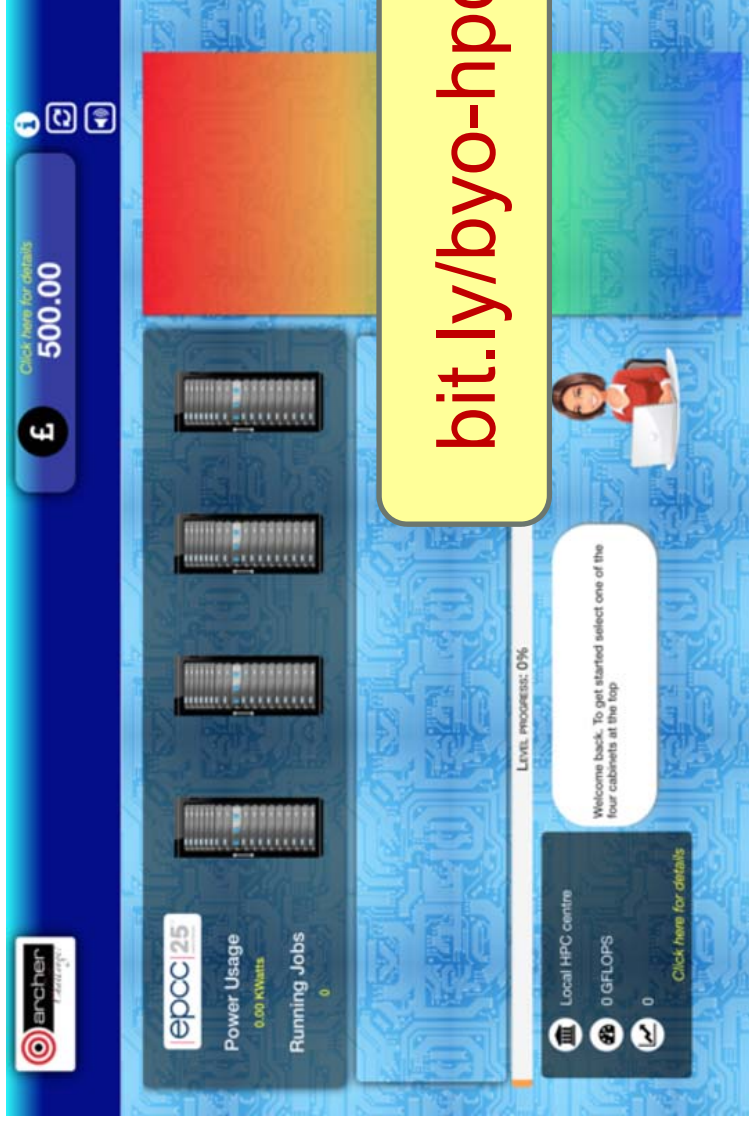 archer
Click here for details
£ 500.00
i
epcc 25
Power Usage
0.00 KWatts
Running Jobs
0
LEVEL PROGRESS: 0%
bit.ly/byo-hpc
Local HPC centre
0 GFLOPS
0
Click here for details
Welcome back. To get started select one of the
four cabinets at the top